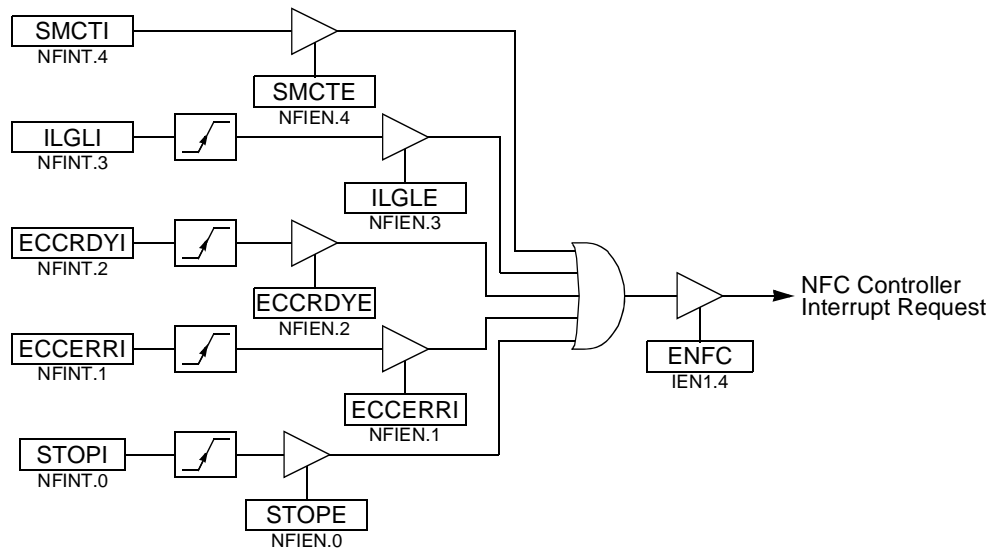 SMCTI
NFINT.4
SMCTE
NFIEN.4
ILGLI
NFINT.3
ILGLE
NFIEN.3
ECCRDYI
NFINT.2
ECCRDYE
NFIEN.2
NFC Controller
Interrupt Request
ENFC
IEN1.4
ECCERRI
NFINT.1
ECCERRI
NFIEN.1
STOPI
NFINT.0
STOPE
NFIEN.0